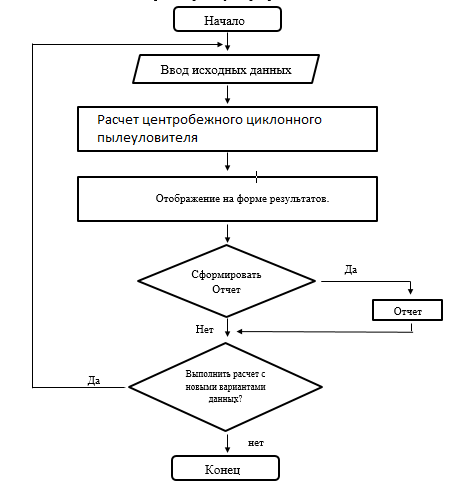 Начало
Ввод исходных данных
Расчет центробежного циклонного
пылеуловителя
Отображение на форме результатов.
Сформировать
Отчет
Да
Отчет
Нет
Выполнить расчет с
новыми вариантами
данных?
Да
нет
Конец